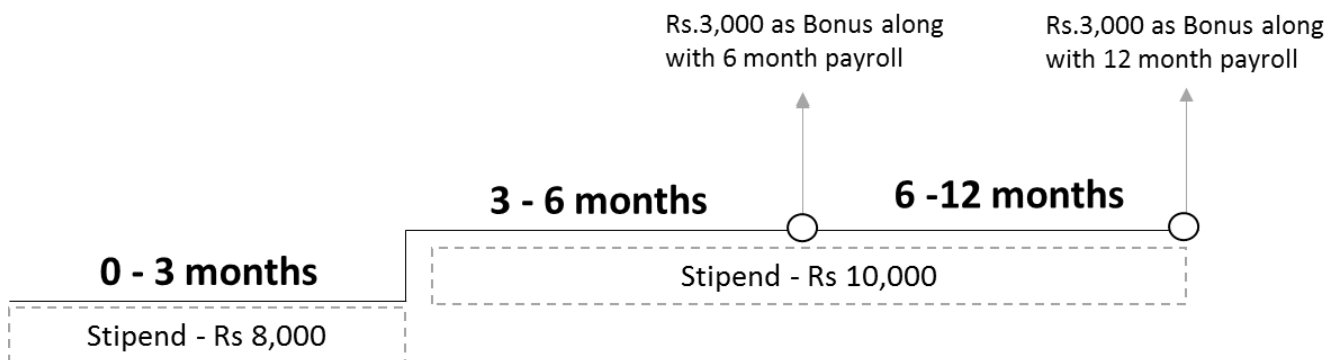 Rs.3,000 as Bonus along
with 6 month payroll
Rs.3,000 as Bonus along
with 12 month payroll
3 - 6 months
6 -12 months
0 - 3 months
Stipend - Rs 10,000
Stipend - Rs 8,000